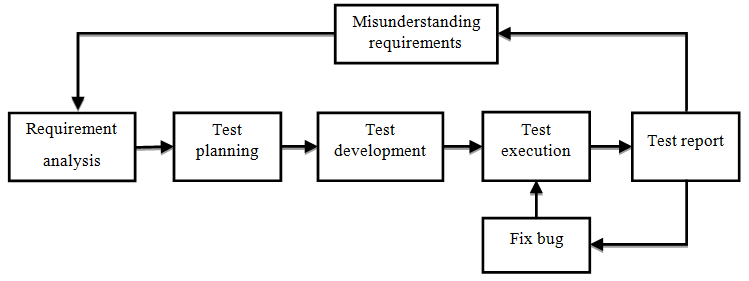 Misunderstanding
requirements
Requirement
analysis
Test
planning
Test
development
Test
execution
Test report
Fix bug